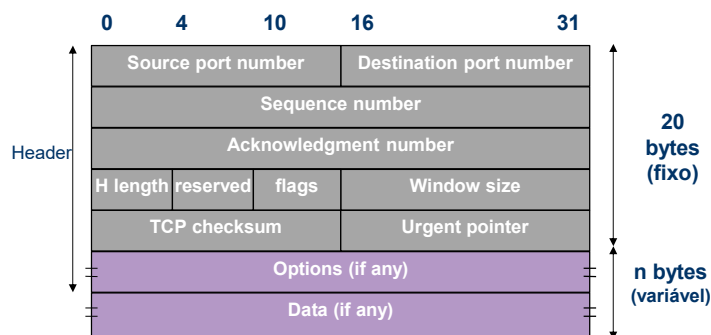 0 4 10 16 31
Source port number Destination port number
Sequence number
Acknowledgment number
Header
20
bytes
(fixo)
H length reserved flags Window size
TCP checksum Urgent pointer
Options (if any)
n bytes
(variável)
Data (if any)